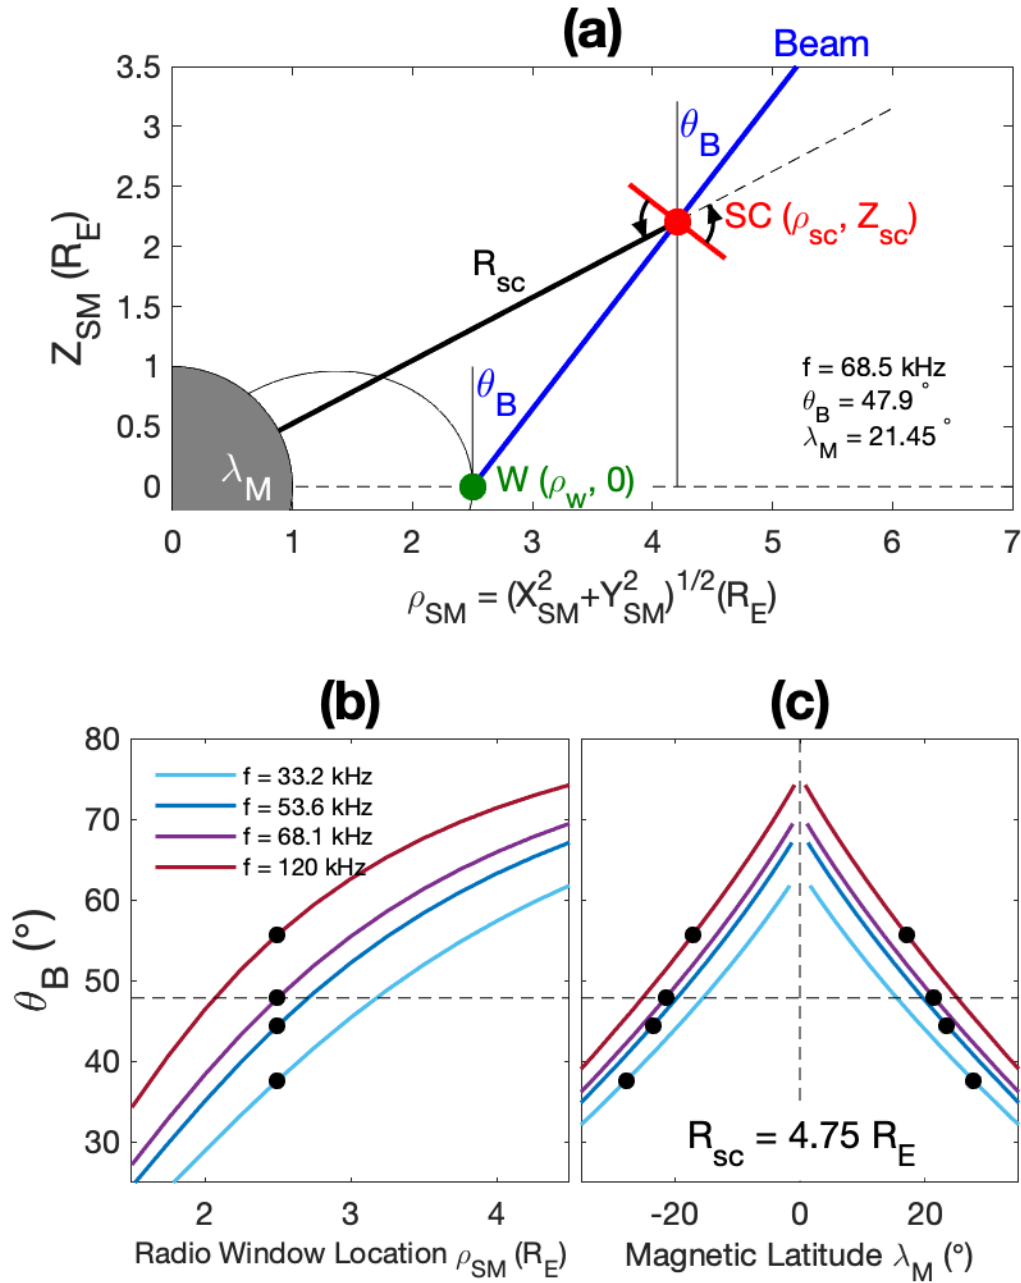 (a)
Beam
3.5
3
2.5
2
1.5
1
0.5
0
Z_SM (R_E)
θ_B
SC (ρ_sc, Z_sc)
R_sc
f = 68.5 kHz
θ_B = 47.9°
λ_M = 21.45°
θ_B
λ_M
W (ρ_w, 0)
0 1 2 3 4 5 6 7
ρ_SM = (X²_SM+Y²_SM)^1/2(R_E)
(b)
80
70
60
50
40
30
θ_B (°)
f = 33.2 kHz
f = 53.6 kHz
f = 68.1 kHz
f = 120 kHz
2 3 4
Radio Window Location ρ_SM (R_E)
(c)
R_sc = 4.75 R_E
-20 0 20
Magnetic Latitude λ_M (°)